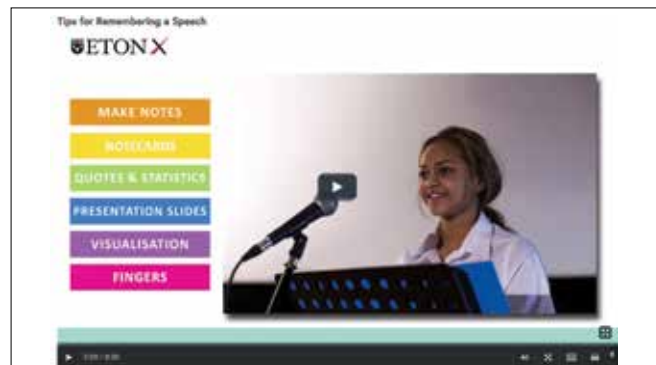 Tips for Remembering a Speech
ETON X
MAKE NOTES
NOTECARDS
QUOTES & STATISTICS
PRESENTATION SLIDES
VISUALISATION
FINGERS